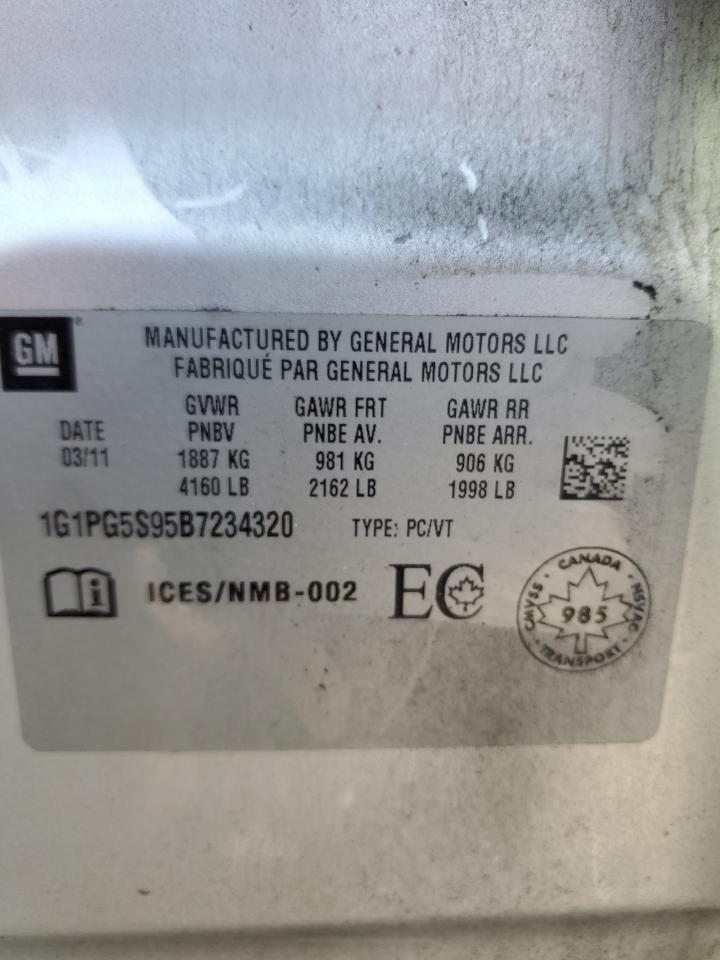 GM
MANUFACTURED BY GENERAL MOTORS LLC
FABRIQUÉ PAR GENERAL MOTORS LLC
GVWR GAWR FRT GAWR RR
DATE PNBV PNBE AV. PNBE ARR.
03/11 1887 KG 981 KG 906 KG
4160 LB 2162 LB 1998 LB
1G1PG5S95B7234320 TYPE: PC/VT
i ICES/NMB-002 EC
CANADA
CMVSS 985 NSVAC
TRANSPORT